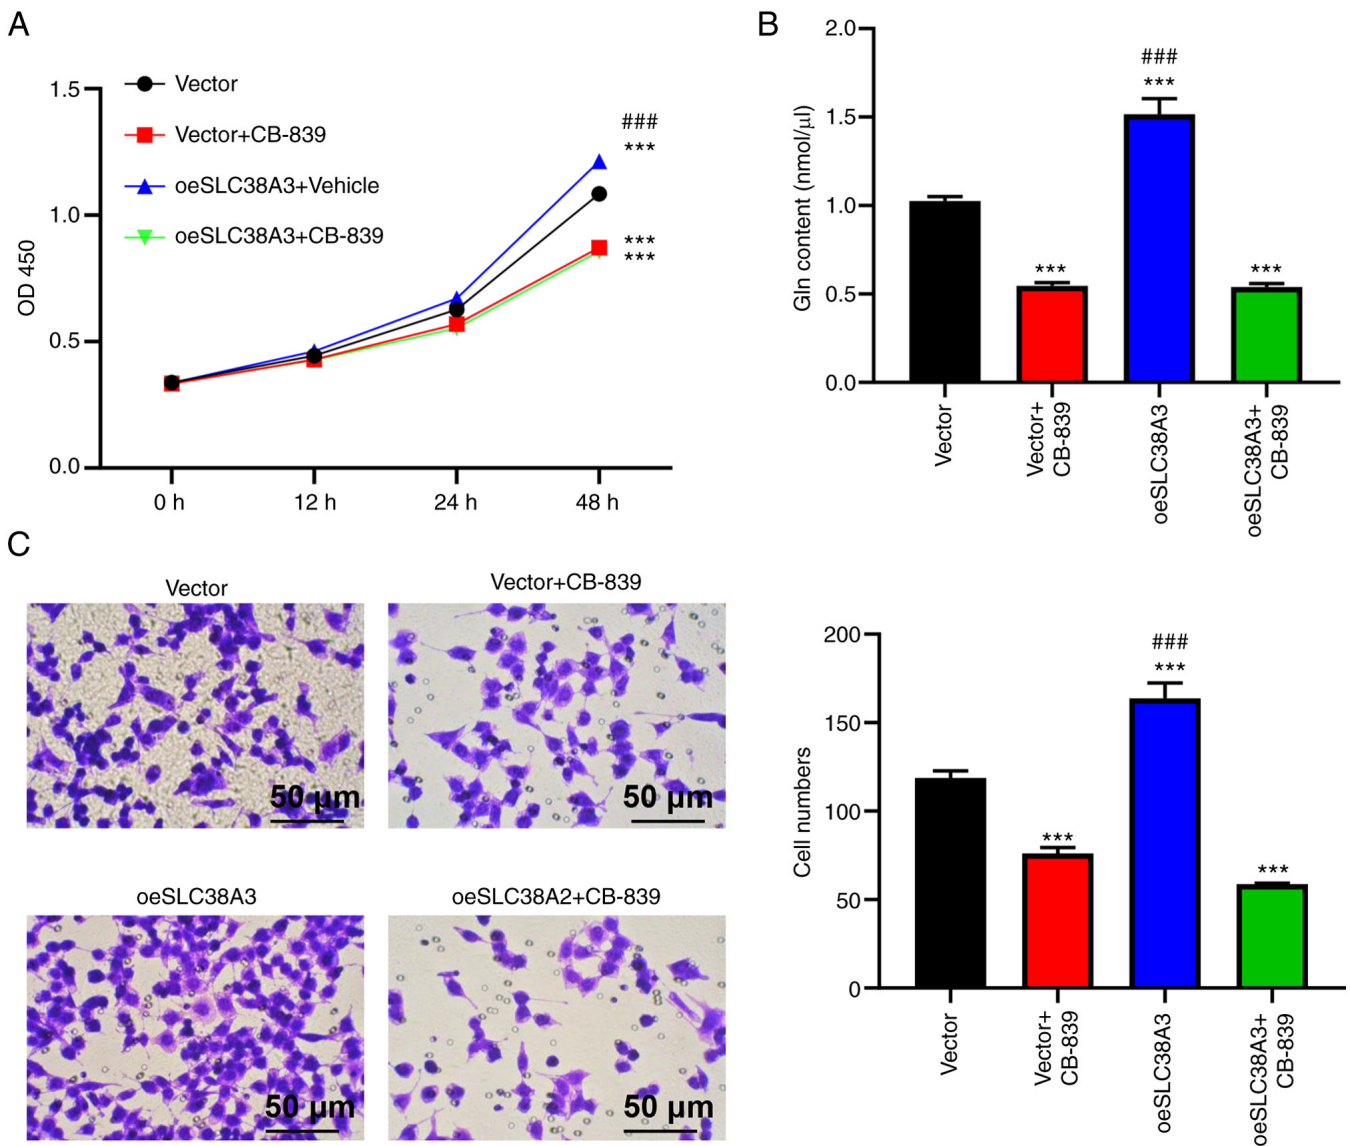 A
1.5
1.0
0.5
0.0
OD 450
Vector
Vector+CB-839
oeSLC38A3+Vehicle
oeSLC38A3+CB-839
###
***
***
***
0 h
12 h
24 h
48 h
B
2.0
1.5
1.0
0.5
0.0
Gln content (nmol/µl)
***
###
***
***
Vector
Vector+
CB-839
oeSLC38A3
oeSLC38A3+
CB-839
C
Vector
50 µm
Vector+CB-839
50 µm
oeSLC38A3
50 µm
oeSLC38A2+CB-839
50 µm
200
150
100
50
0
Cell numbers
***
###
***
***
Vector
Vector+
CB-839
oeSLC38A3
oeSLC38A3+
CB-839